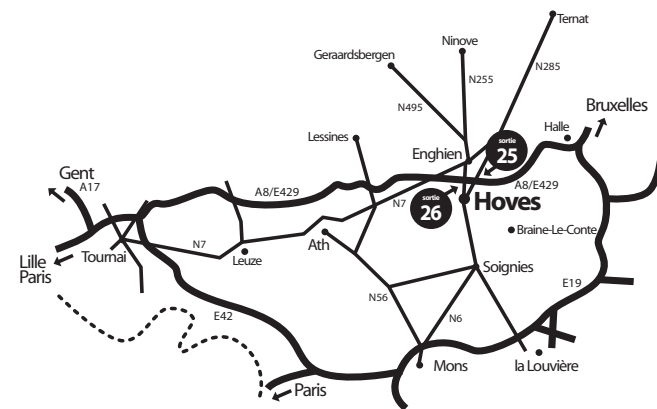 Ternat
Ninove
Geraardsbergen
N285
N255
N495
Bruxelles
Halle
Lessines
sortie
25
Enghien
Gent
A17
A8/E429
A8/E429
sortie
26
N7
Hoves
Braine-Le-Conte
Ath
N7
Leuze
Tournai
Lille
Paris
Soignies
E19
N56
E42
N6
Mons
la Louvière
Paris